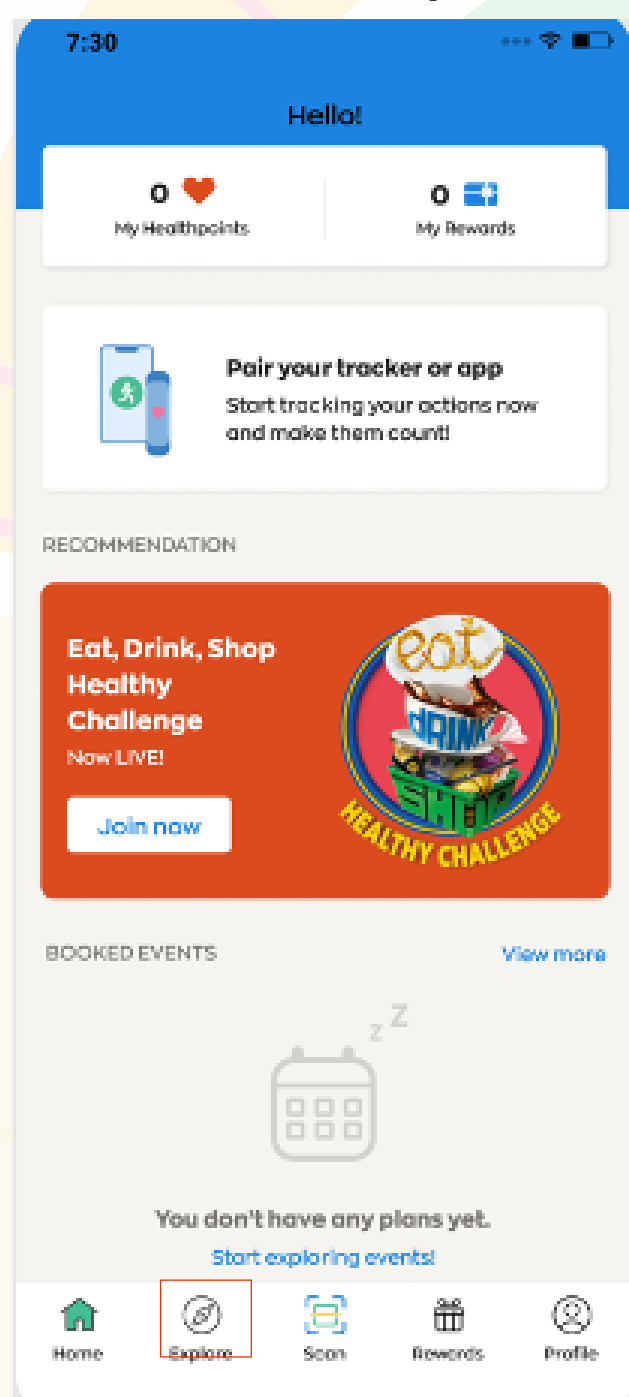 7:30
Hello!
0
My Healthpoints
0
My Rewards
Pair your tracker or app
Start tracking your actions now
and make them count!
RECOMMENDATION
Eat, Drink, Shop
Healthy
Challenge
Now LIVE!
Join now
eat
DRINK
SHOP
HEALTHY CHALLENGE
BOOKED EVENTS
View more
z Z
You don't have any plans yet.
Start exploring events!
Home
Explore
Scan
Rewards
Profile